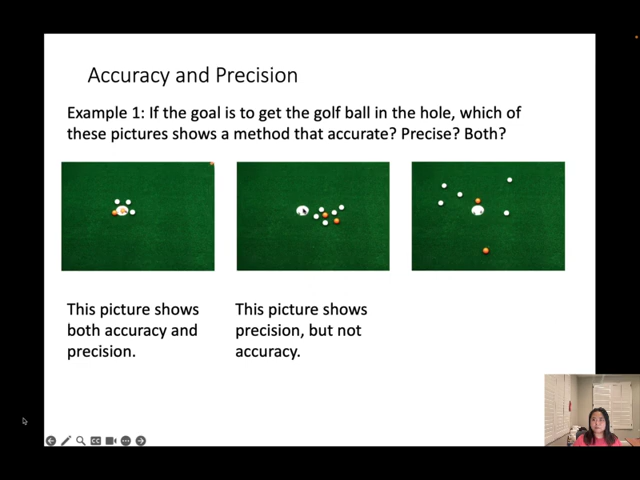 Accuracy and Precision
Example 1: If the goal is to get the golf ball in the hole, which of
these pictures shows a method that accurate? Precise? Both?
This picture shows
both accuracy and
precision.
This picture shows
precision, but not
accuracy.